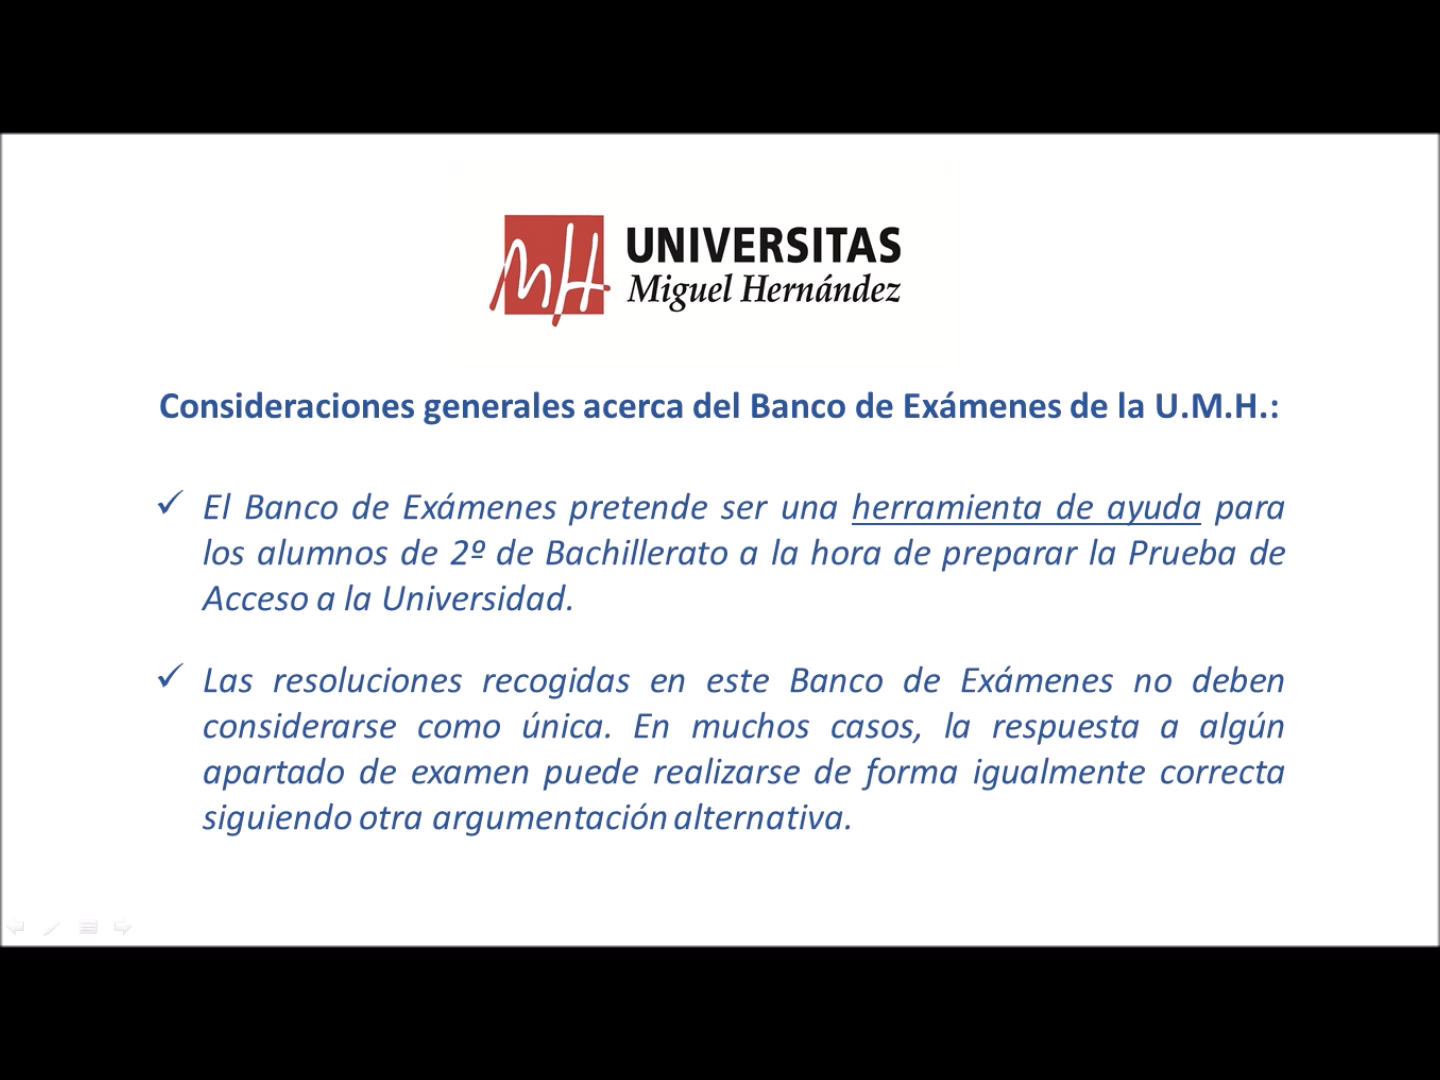 MH UNIVERSITAS
Miguel Hernández
Consideraciones generales acerca del Banco de Exámenes de la U.M.H.:
✓ El Banco de Exámenes pretende ser una herramienta de ayuda para
los alumnos de 2º de Bachillerato a la hora de preparar la Prueba de
Acceso a la Universidad.
✓ Las resoluciones recogidas en este Banco de Exámenes no deben
considerarse como única. En muchos casos, la respuesta a algún
apartado de examen puede realizarse de forma igualmente correcta
siguiendo otra argumentación alternativa.